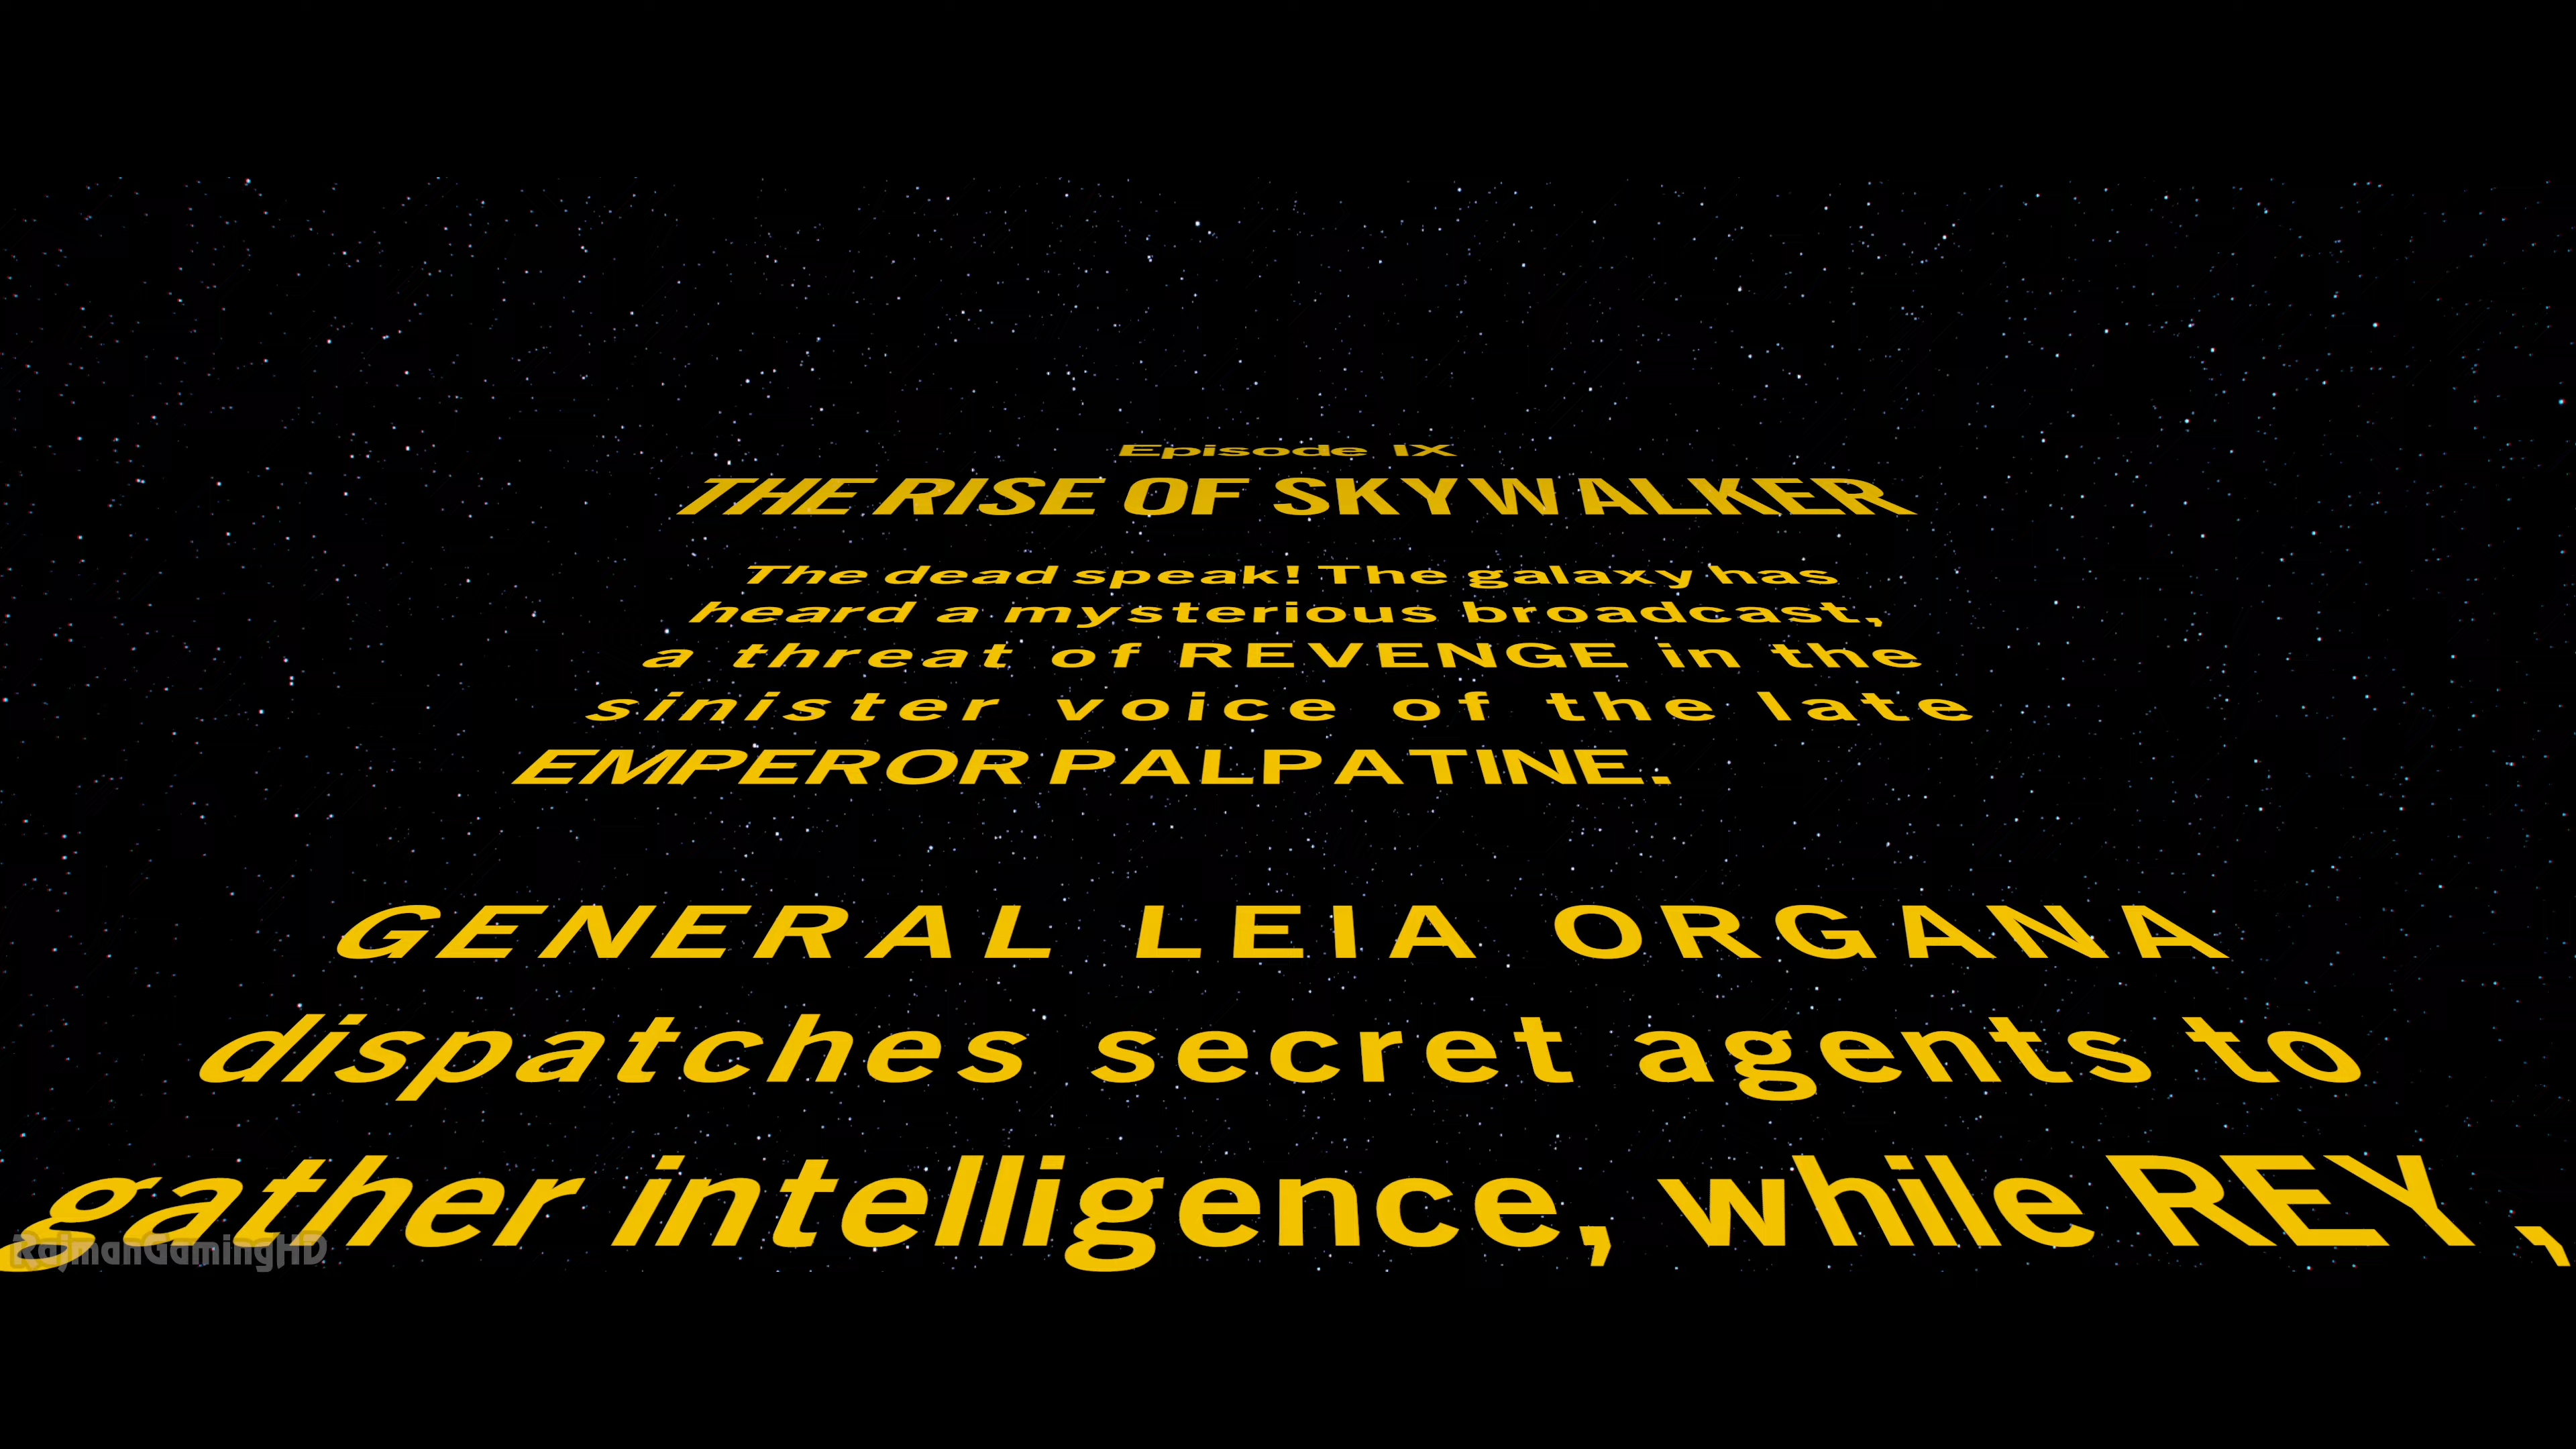 Episode IX
THE RISE OF SKYWALKER
The dead speak! The galaxy has
heard a mysterious broadcast,
a threat of REVENGE in the
sinister voice of the late
EMPEROR PALPATINE.
GENERAL LEIA ORGANA
dispatches secret agents to
gather intelligence, while REY,
RajmanGamingHD